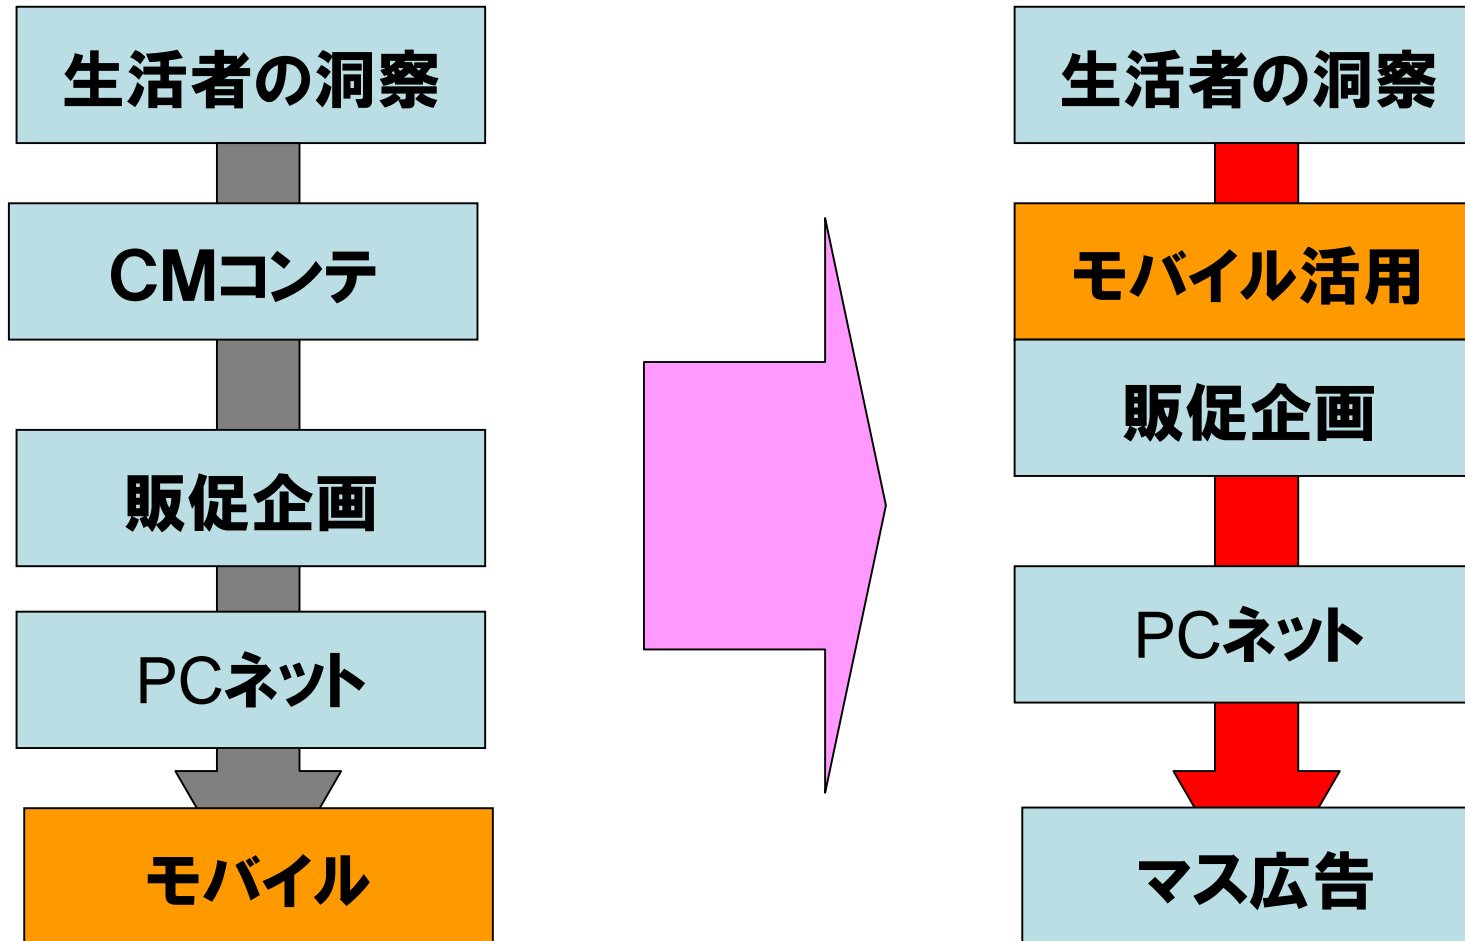 生活者の洞察
CMコンテ
販促企画
PCネット
モバイル
生活者の洞察
モバイル活用
販促企画
PCネット
マス広告